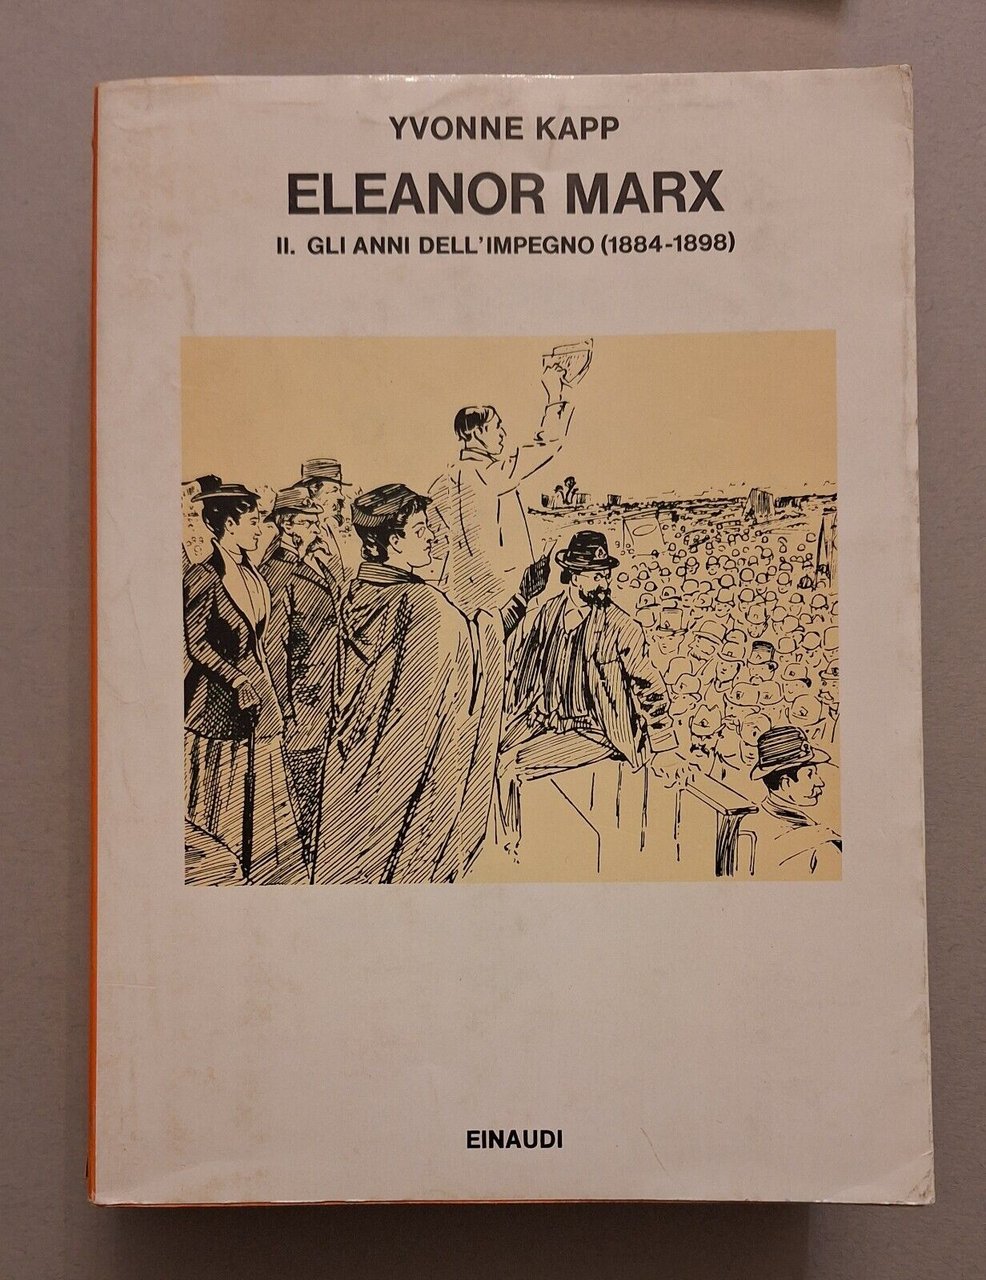 YVONNE KAPP
ELEANOR MARX
II. GLI ANNI DELL'IMPEGNO (1884-1898)
EINAUDI